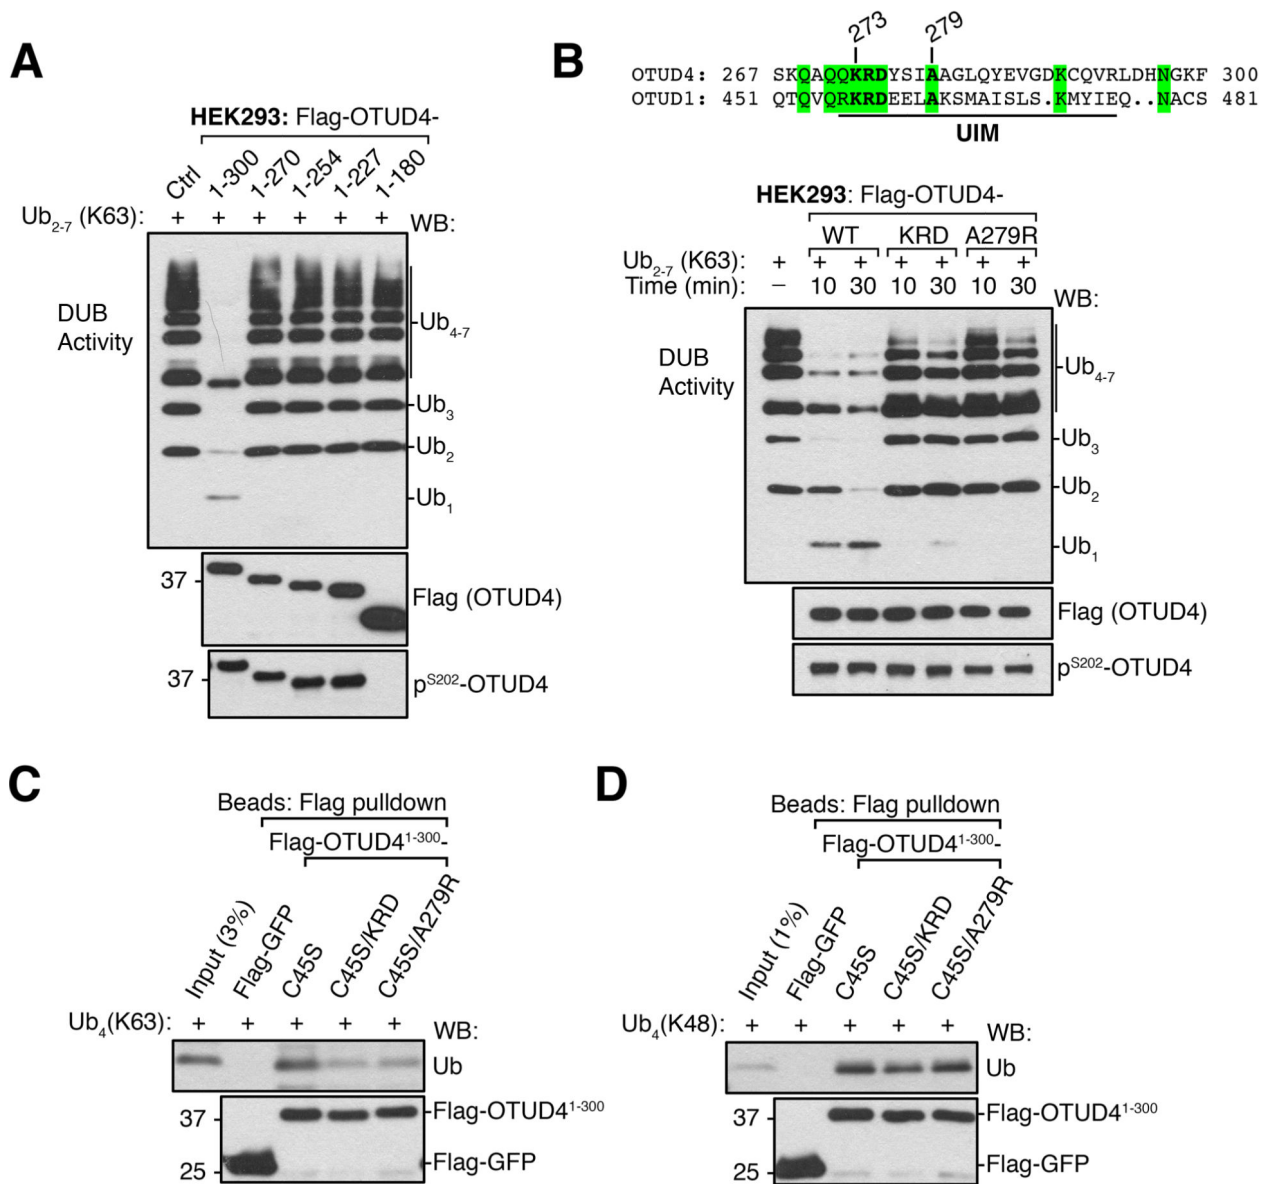 A
HEK293: Flag-OTUD4-
Ctrl 1-300 1-270 1-254 1-227 1-180
Ub2-7 (K63): + + + + + + WB:
DUB
Activity
Ub4-7
Ub3
Ub2
Ub1
37
Flag (OTUD4)
37
pS202-OTUD4
B
273 279
OTUD4: 267 SKQAQQKRDYSIAAGLQYEVGDKCQVRLDHNGKF 300
OTUD1: 451 QTQVQRKRDEELAKSMAISLS.KMYIEQ..NACS 481
UIM
HEK293: Flag-OTUD4-
WT KRD A279R
Ub2-7 (K63): + + + + + + +
Time (min): – 10 30 10 30 10 30
WB:
DUB
Activity
Ub4-7
Ub3
Ub2
Ub1
Flag (OTUD4)
pS202-OTUD4
C
Beads: Flag pulldown
Flag-OTUD41-300-
Input (3%) Flag-GFP C45S C45S/KRD C45S/A279R
Ub4(K63): + + + + + WB:
Ub
37
Flag-OTUD41-300
25
Flag-GFP
D
Beads: Flag pulldown
Flag-OTUD41-300-
Input (1%) Flag-GFP C45S C45S/KRD C45S/A279R
Ub4(K48): + + + + + WB:
Ub
37
Flag-OTUD41-300
25
Flag-GFP